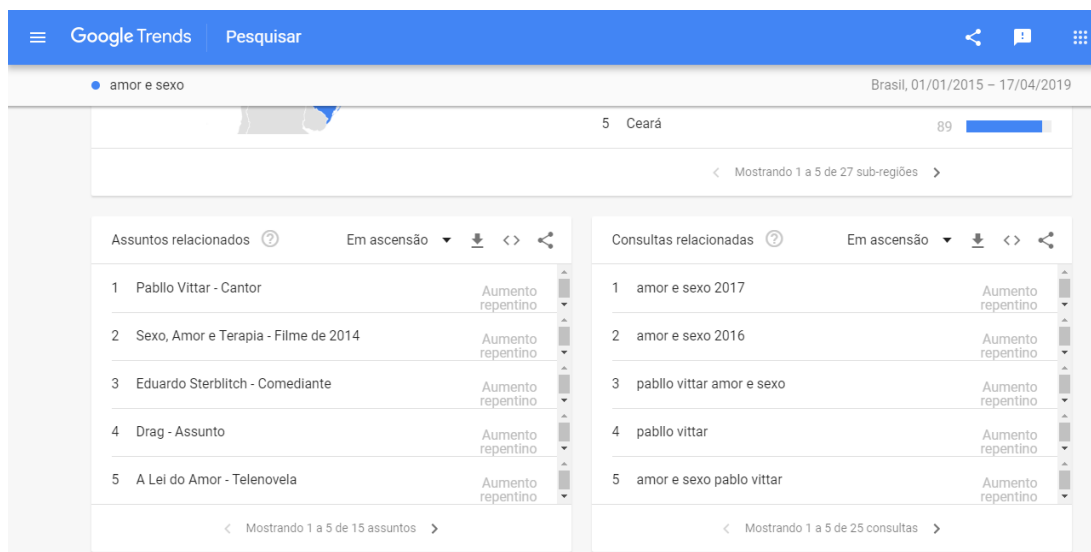 Google Trends Pesquisar
amor e sexo Brasil, 01/01/2015 – 17/04/2019
5 Ceará 89
Mostrando 1 a 5 de 27 sub-regiões
Assuntos relacionados Em ascensão
1 Pabllo Vittar - Cantor Aumento repentino
2 Sexo, Amor e Terapia - Filme de 2014 Aumento repentino
3 Eduardo Sterblitch - Comediante Aumento repentino
4 Drag - Assunto Aumento repentino
5 A Lei do Amor - Telenovela Aumento repentino
Mostrando 1 a 5 de 15 assuntos
Consultas relacionadas Em ascensão
1 amor e sexo 2017 Aumento repentino
2 amor e sexo 2016 Aumento repentino
3 pabllo vittar amor e sexo Aumento repentino
4 pabllo vittar Aumento repentino
5 amor e sexo pablo vittar Aumento repentino
Mostrando 1 a 5 de 25 consultas